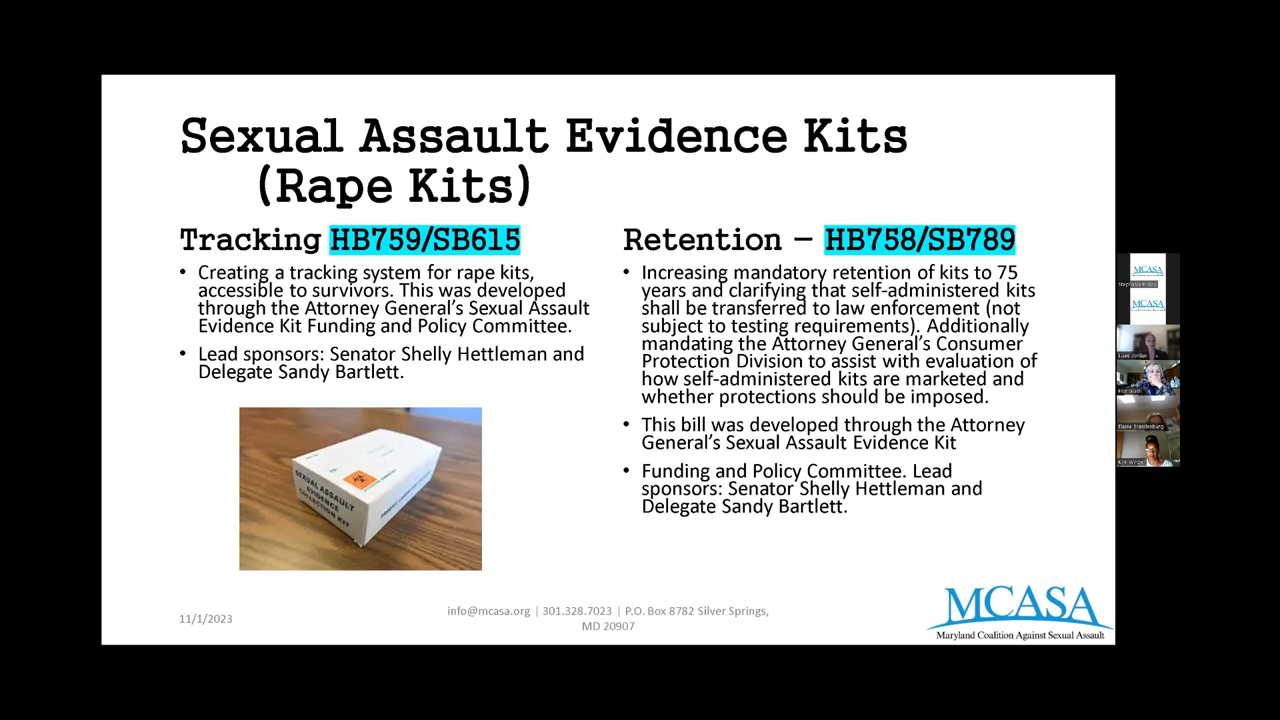 Sexual Assault Evidence Kits
(Rape Kits)
Tracking HB759/SB615
• Creating a tracking system for rape kits,
accessible to survivors. This was developed
through the Attorney General's Sexual Assault
Evidence Kit Funding and Policy Committee.
• Lead sponsors: Senator Shelly Hettleman and
Delegate Sandy Bartlett.
SEXUAL ASSAULT
EVIDENCE
COLLECTION KIT
Retention – HB758/SB789
• Increasing mandatory retention of kits to 75
years and clarifying that self-administered kits
shall be transferred to law enforcement (not
subject to testing requirements). Additionally
mandating the Attorney General's Consumer
Protection Division to assist with evaluation of
how self-administered kits are marketed and
whether protections should be imposed.
• This bill was developed through the Attorney
General's Sexual Assault Evidence Kit
• Funding and Policy Committee. Lead
sponsors: Senator Shelly Hettleman and
Delegate Sandy Bartlett.
11/1/2023
info@mcasa.org | 301.328.7023 | P.O. Box 8782 Silver Springs,
MD 20907
MCASA
Maryland Coalition Against Sexual Assault
MCASA
MCASA
Lisae Jordan
Elaine Brandenburg